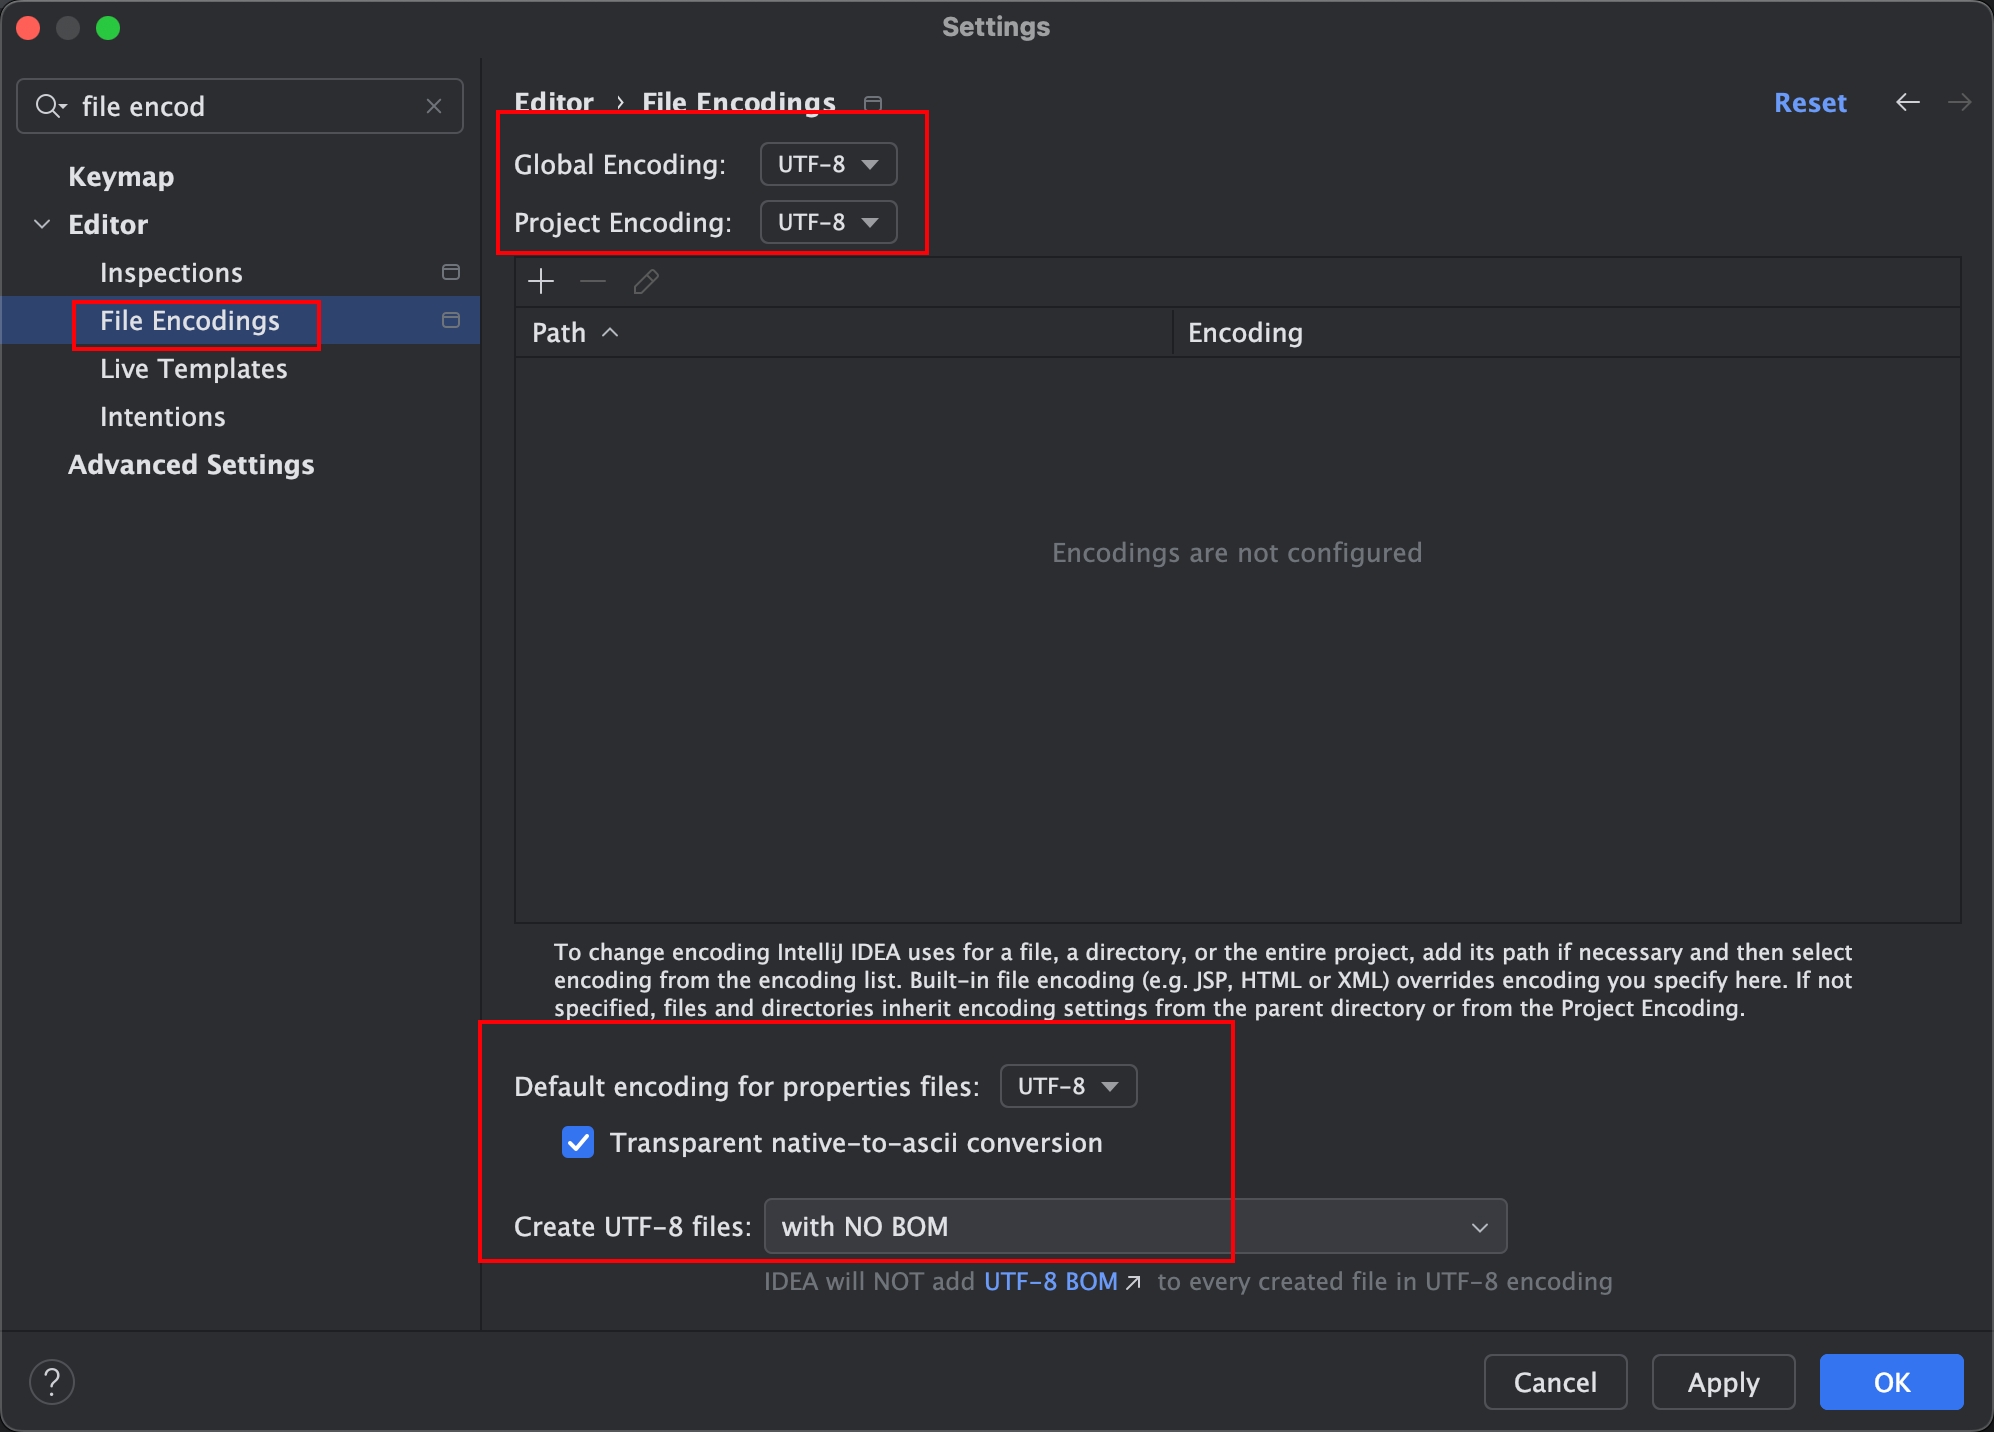 Settings
file encod
Keymap
Editor
Inspections
File Encodings
Live Templates
Intentions
Advanced Settings
Editor › File Encodings
Reset
Global Encoding: UTF-8
Project Encoding: UTF-8
Path Encoding
Encodings are not configured
To change encoding IntelliJ IDEA uses for a file, a directory, or the entire project, add its path if necessary and then select
encoding from the encoding list. Built-in file encoding (e.g. JSP, HTML or XML) overrides encoding you specify here. If not
specified, files and directories inherit encoding settings from the parent directory or from the Project Encoding.
Default encoding for properties files: UTF-8
Transparent native-to-ascii conversion
Create UTF-8 files: with NO BOM
IDEA will NOT add UTF-8 BOM to every created file in UTF-8 encoding
?
Cancel
Apply
OK